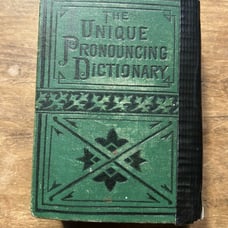 THE
UNIQUE
PRONOUNCING
DICTIONARY